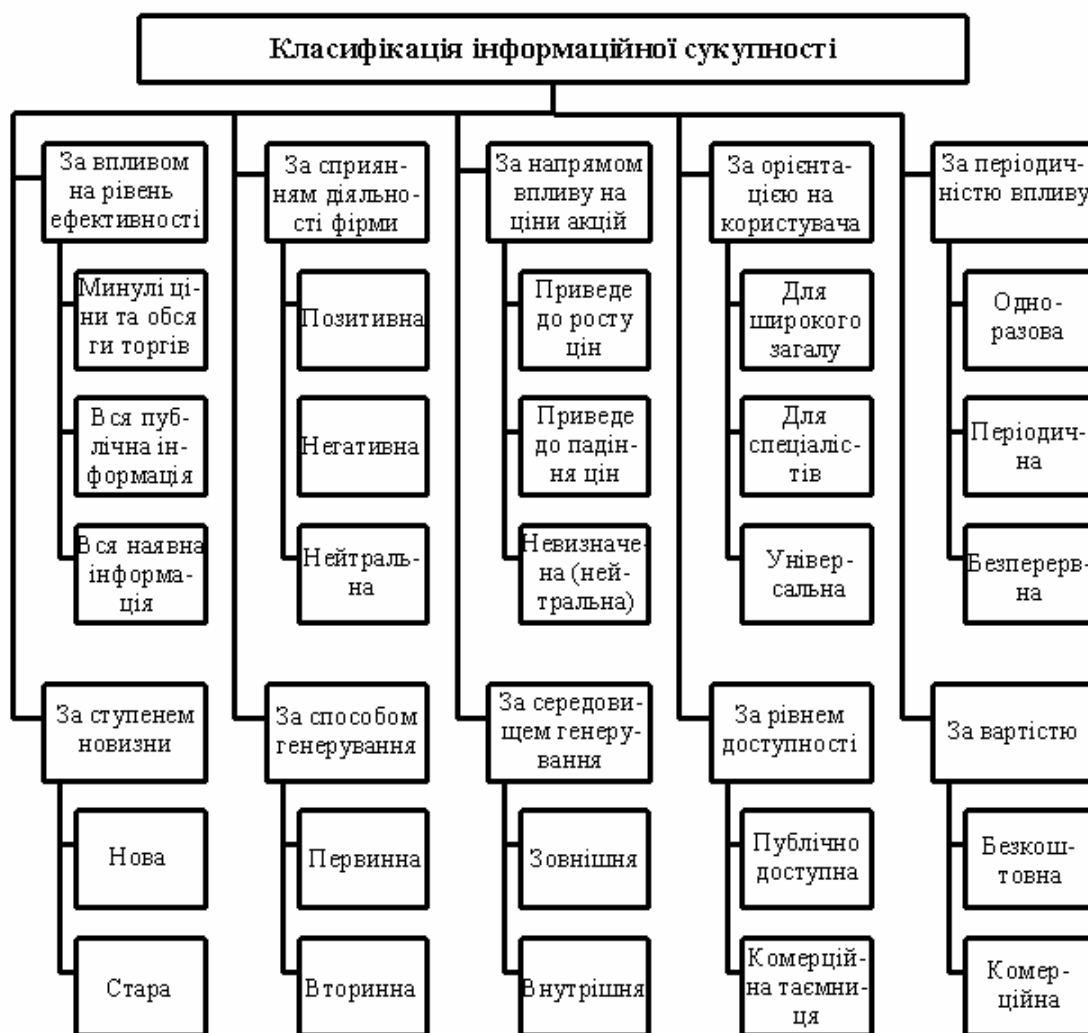 Класифікація інформаційної сукупності
За впливом
на рівень
ефективності
Минулі ці-
ни та обся
ги торгів
Вся пуб-
лічна ін-
формація
Вся наявна
інформа-
ція
За сприян-
ням діяльно-
сті фірми
Позитивна
Негативна
Нейтраль-
на
За напрямом
впливу на
ціни акцій
Приведе
до росту
цін
Приведе
до падін-
ня цін
Невизначе-
на (ней-
тральна)
За орієнта-
цією на
користувача
Для
широкого
загалу
Для
спеціаліс-
тів
Універ-
сальна
За періодич-
ністю впливу
Одно-
разова
Періодич-
на
Безперерв-
на
За ступенем
новизни
Нова
Стара
За способом
генерування
Первинна
Вторинна
За середови-
щем генеру-
вання
Зовнішня
Внутрішня
За рівнем
доступності
Публічно
доступна
Комерцій-
на таємни-
ця
За вартістю
Безкош-
товна
Комер-
ційна